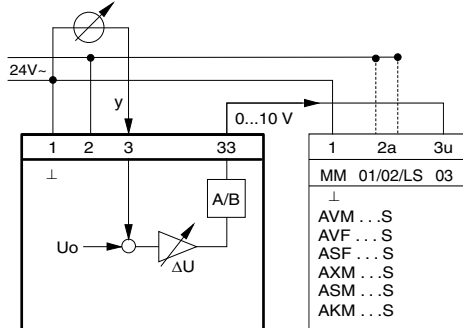 24V~
y
0...10 V
1 2 3 33
⊥
A/B
Uo
ΔU
1 2a 3u
MM 01/02/LS 03
⊥
AVM . . .S
AVF . . .S
ASF . . .S
AXM . . .S
ASM . . .S
AKM . . .S